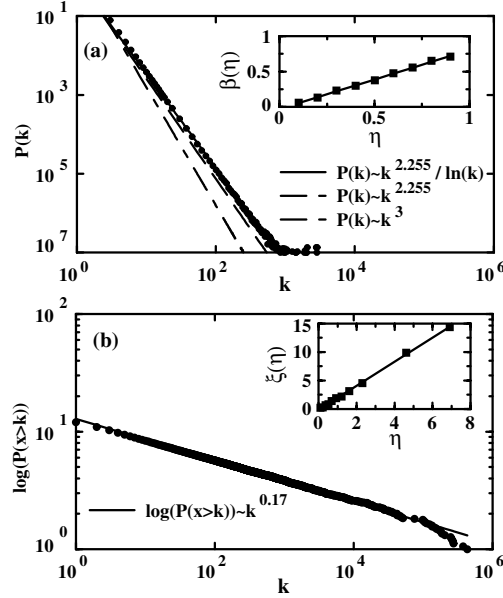 10^1
(a)
1
0.5
0
β(η)
0 0.5 1
η
10^3
P(k)
P(k)~k^2.255 / ln(k)
P(k)~k^2.255
P(k)~k^3
10^5
10^7
10^0 10^2 10^4 10^6
k
10^2
(b)
15
10
5
0
ξ(η)
0 2 4 6 8
η
log(P(x>k))
10^1
log(P(x>k))~k^0.17
10^0
10^0 10^2 10^4 10^6
k